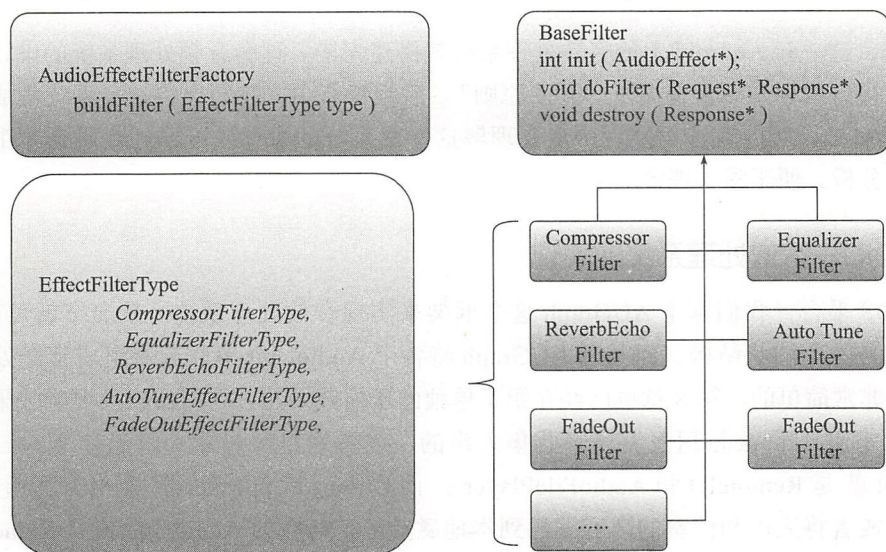 AudioEffectFilterFactory
buildFilter ( EffectFilterType type )
BaseFilter
int init ( AudioEffect*);
void doFilter ( Request*, Response* )
void destroy ( Response* )
EffectFilterType
CompressorFilterType,
EqualizerFilterType,
ReverbEchoFilterType,
AutoTuneEffectFilterType,
FadeOutEffectFilterType,
Compressor
Filter
Equalizer
Filter
ReverbEcho
Filter
Auto Tune
Filter
FadeOut
Filter
FadeOut
Filter
......